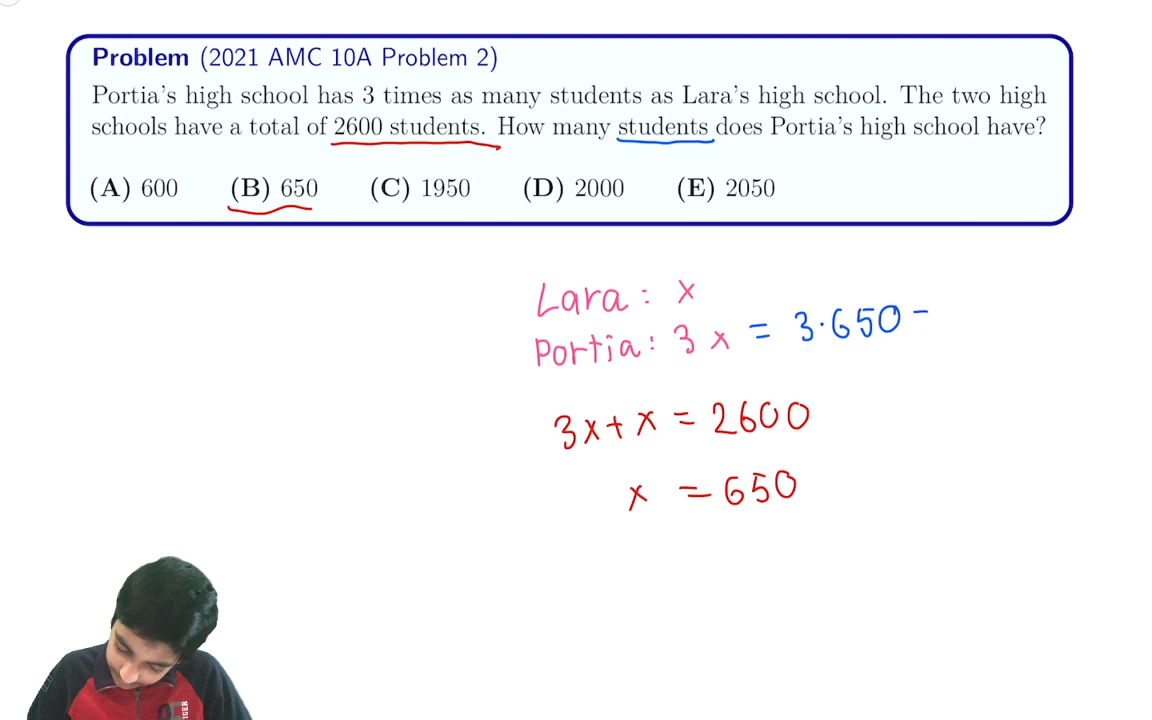 Problem (2021 AMC 10A Problem 2)
Portia's high school has 3 times as many students as Lara's high school. The two high
schools have a total of 2600 students. How many students does Portia's high school have?
(A) 600 (B) 650 (C) 1950 (D) 2000 (E) 2050
Lara: x
Portia: 3x = 3·650 -
3x+x = 2600
x = 650